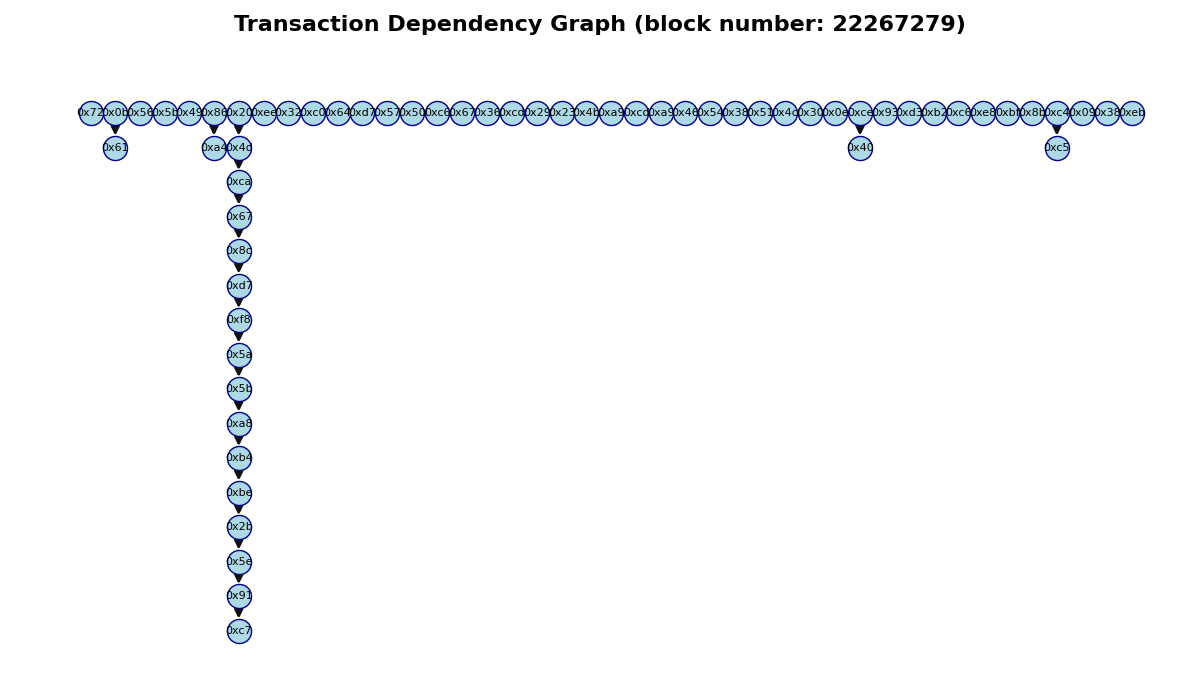 Transaction Dependency Graph (block number: 22267279)
0x72 0x0b 0x56 0x5b 0x49 0x86 0x20 0xee 0x32 0xc0 0x64 0xd7 0x57 0x50 0xc6 0x67 0x36 0x29 0x23 0x4b 0xa9 0xa9 0x46 0x54 0x38 0x51 0x4c 0x30 0x0e 0xce 0x93 0xd3 0xb2 0xc6 0xe8 0xbf 0x8b 0xc4 0x09 0x38 0xeb
0x61 0xa4 0x4d 0x40 0xc5
0xca
0x67
0x8c
0xd7
0xf8
0x5a
0x5b
0xa8
0xb4
0xbe
0x2b
0x5e
0x91
0xc7